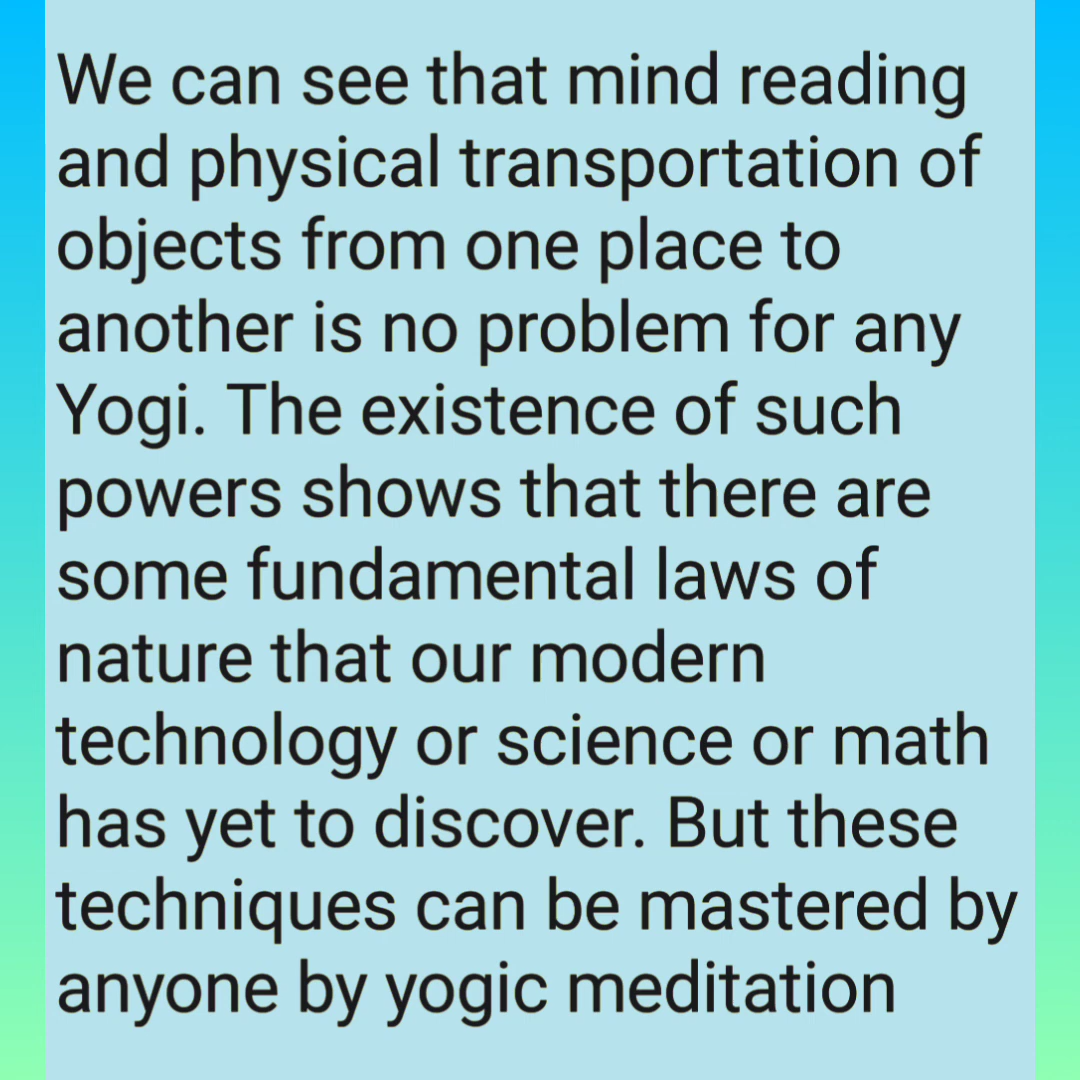 We can see that mind reading
and physical transportation of
objects from one place to
another is no problem for any
Yogi. The existence of such
powers shows that there are
some fundamental laws of
nature that our modern
technology or science or math
has yet to discover. But these
techniques can be mastered by
anyone by yogic meditation